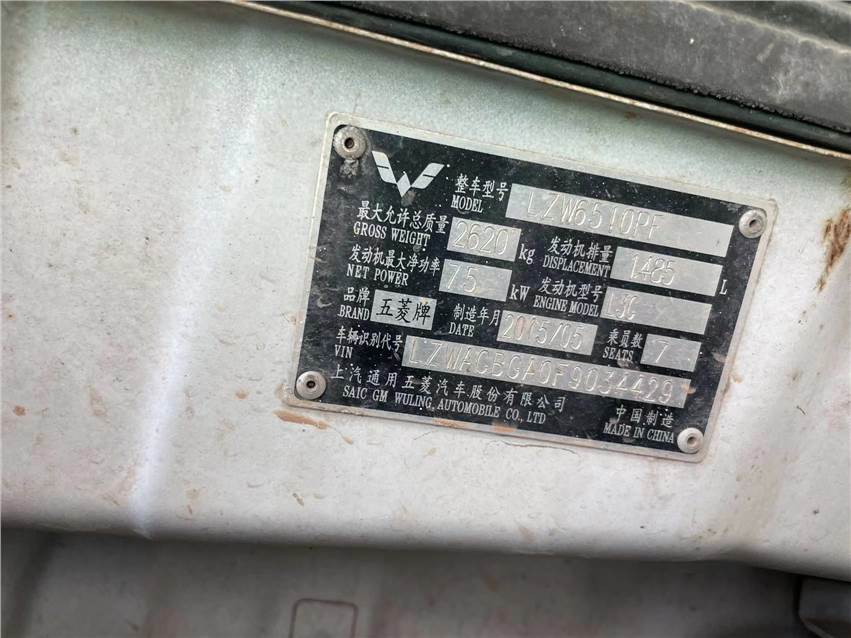 整车型号 MODEL LZW6510PF
最大允许总质量 GROSS WEIGHT 2620 kg 发动机排量 DISPLACEMENT 1485 L
发动机最大净功率 NET POWER 75 kW 发动机型号 ENGINE MODEL
品牌 BRAND 五菱牌 制造年月 DATE 2015/05 乘员数 SEATS 7
车辆识别代号 VIN LZWACBGA0F9034429
上汽通用五菱汽车股份有限公司 中国制造
SAIC GM WULING AUTOMOBILE CO., LTD MADE IN CHINA